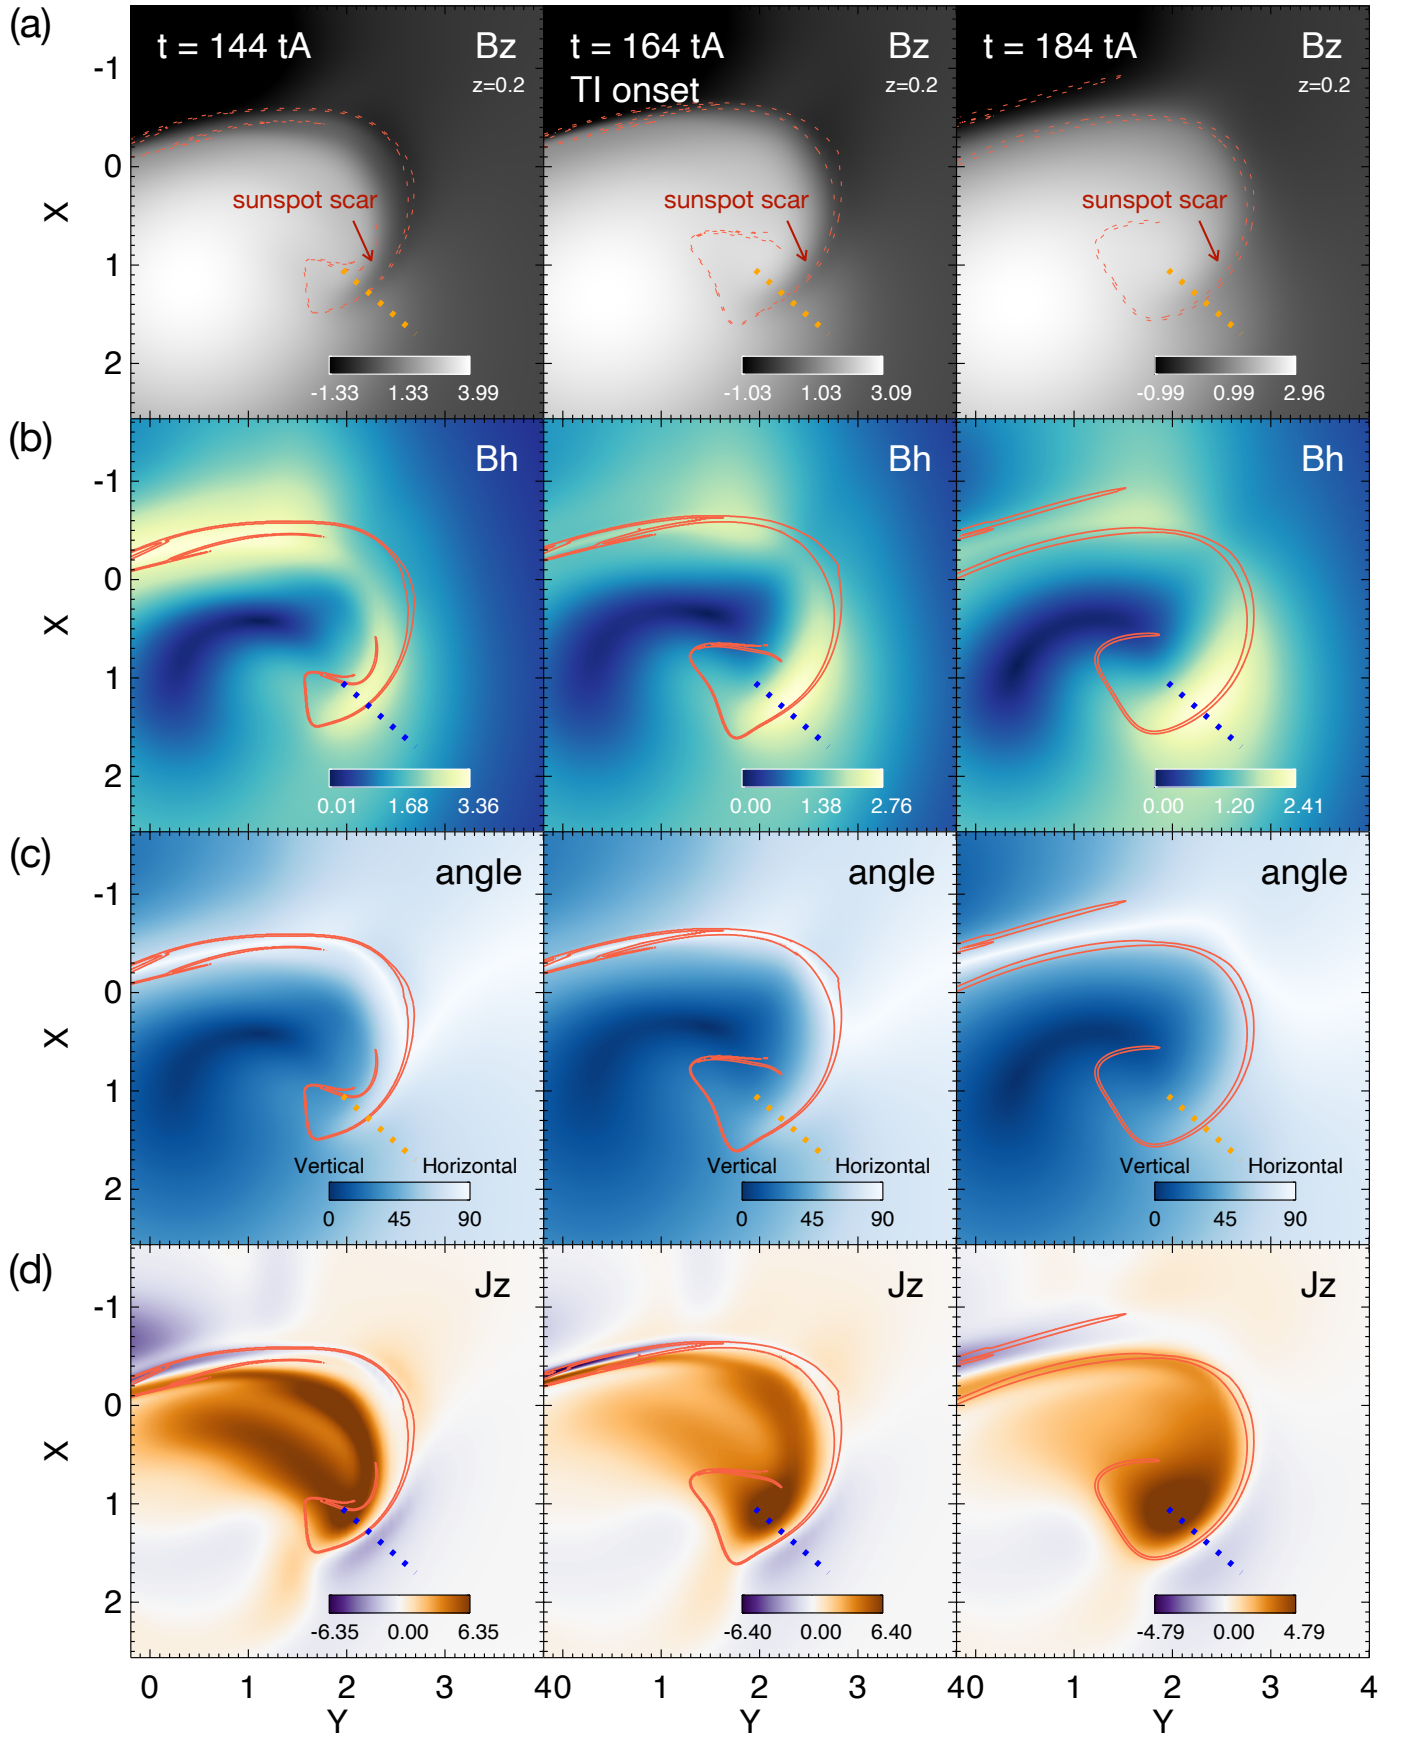 (a)
t = 144 tA Bz
z=0.2
t = 164 tA Bz
TI onset z=0.2
t = 184 tA Bz
z=0.2
-1
0
1
2
X
sunspot scar
sunspot scar
sunspot scar
-1.33 1.33 3.99
-1.03 1.03 3.09
-0.99 0.99 2.96
(b)
Bh
Bh
Bh
-1
0
1
2
X
0.01 1.68 3.36
0.00 1.38 2.76
0.00 1.20 2.41
(c)
angle
angle
angle
-1
0
1
2
X
Vertical Horizontal
0 45 90
Vertical Horizontal
0 45 90
Vertical Horizontal
0 45 90
(d)
Jz
Jz
Jz
-1
0
1
2
X
-6.35 0.00 6.35
-6.40 0.00 6.40
-4.79 0.00 4.79
0 1 2 3 40 1 2 3 40 1 2 3 4
Y Y Y